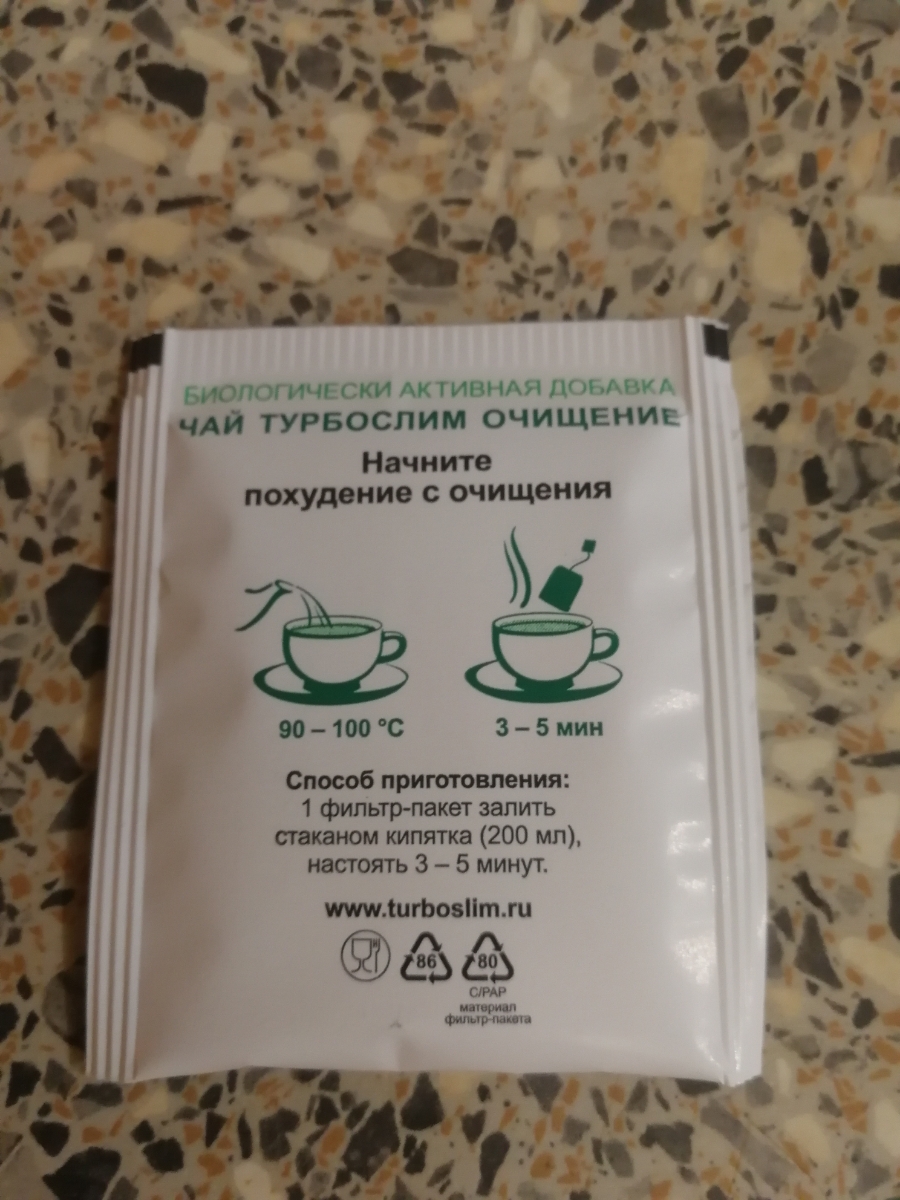 БИОЛОГИЧЕСКИ АКТИВНАЯ ДОБАВКА
ЧАЙ ТУРБОСЛИМ ОЧИЩЕНИЕ
Начните
похудение с очищения
90 – 100 °C
3 – 5 мин
Способ приготовления:
1 фильтр-пакет залить
стаканом кипятка (200 мл),
настоять 3 – 5 минут.
www.turboslim.ru
86
80
C/PAP
материал
фильтр-пакета